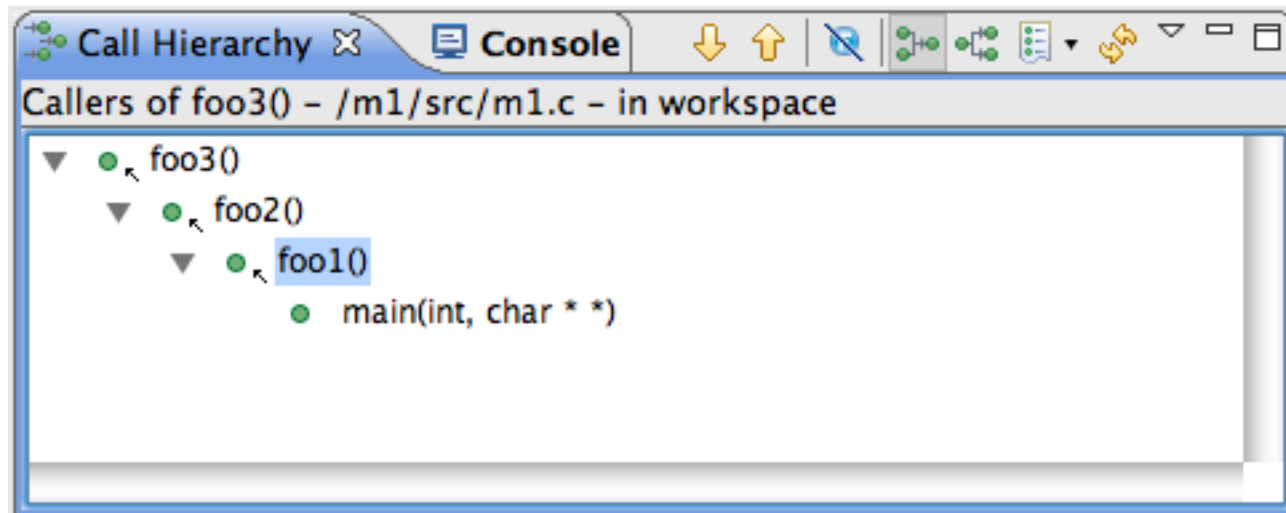 Call Hierarchy Console
Callers of foo3() – /m1/src/m1.c – in workspace
foo3()
foo2()
foo1()
main(int, char * *)